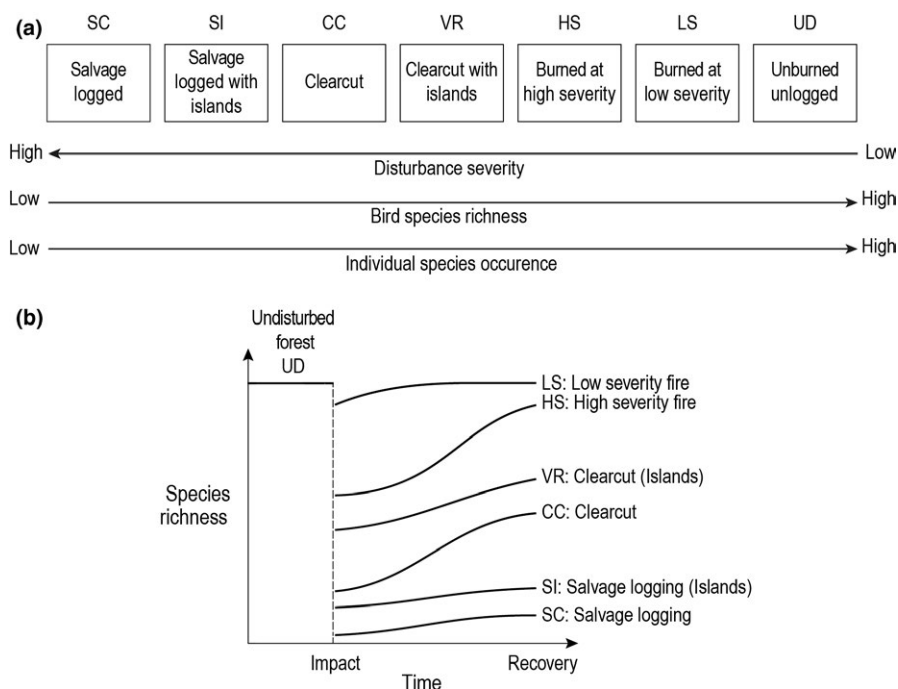 (a)
SC SI CC VR HS LS UD
Salvage logged
Salvage logged with islands
Clearcut
Clearcut with islands
Burned at high severity
Burned at low severity
Unburned unlogged
High Low
Disturbance severity
Low High
Bird species richness
Low High
Individual species occurence
(b)
Undisturbed
forest
UD
LS: Low severity fire
HS: High severity fire
VR: Clearcut (Islands)
CC: Clearcut
SI: Salvage logging (Islands)
SC: Salvage logging
Species
richness
Impact Recovery
Time